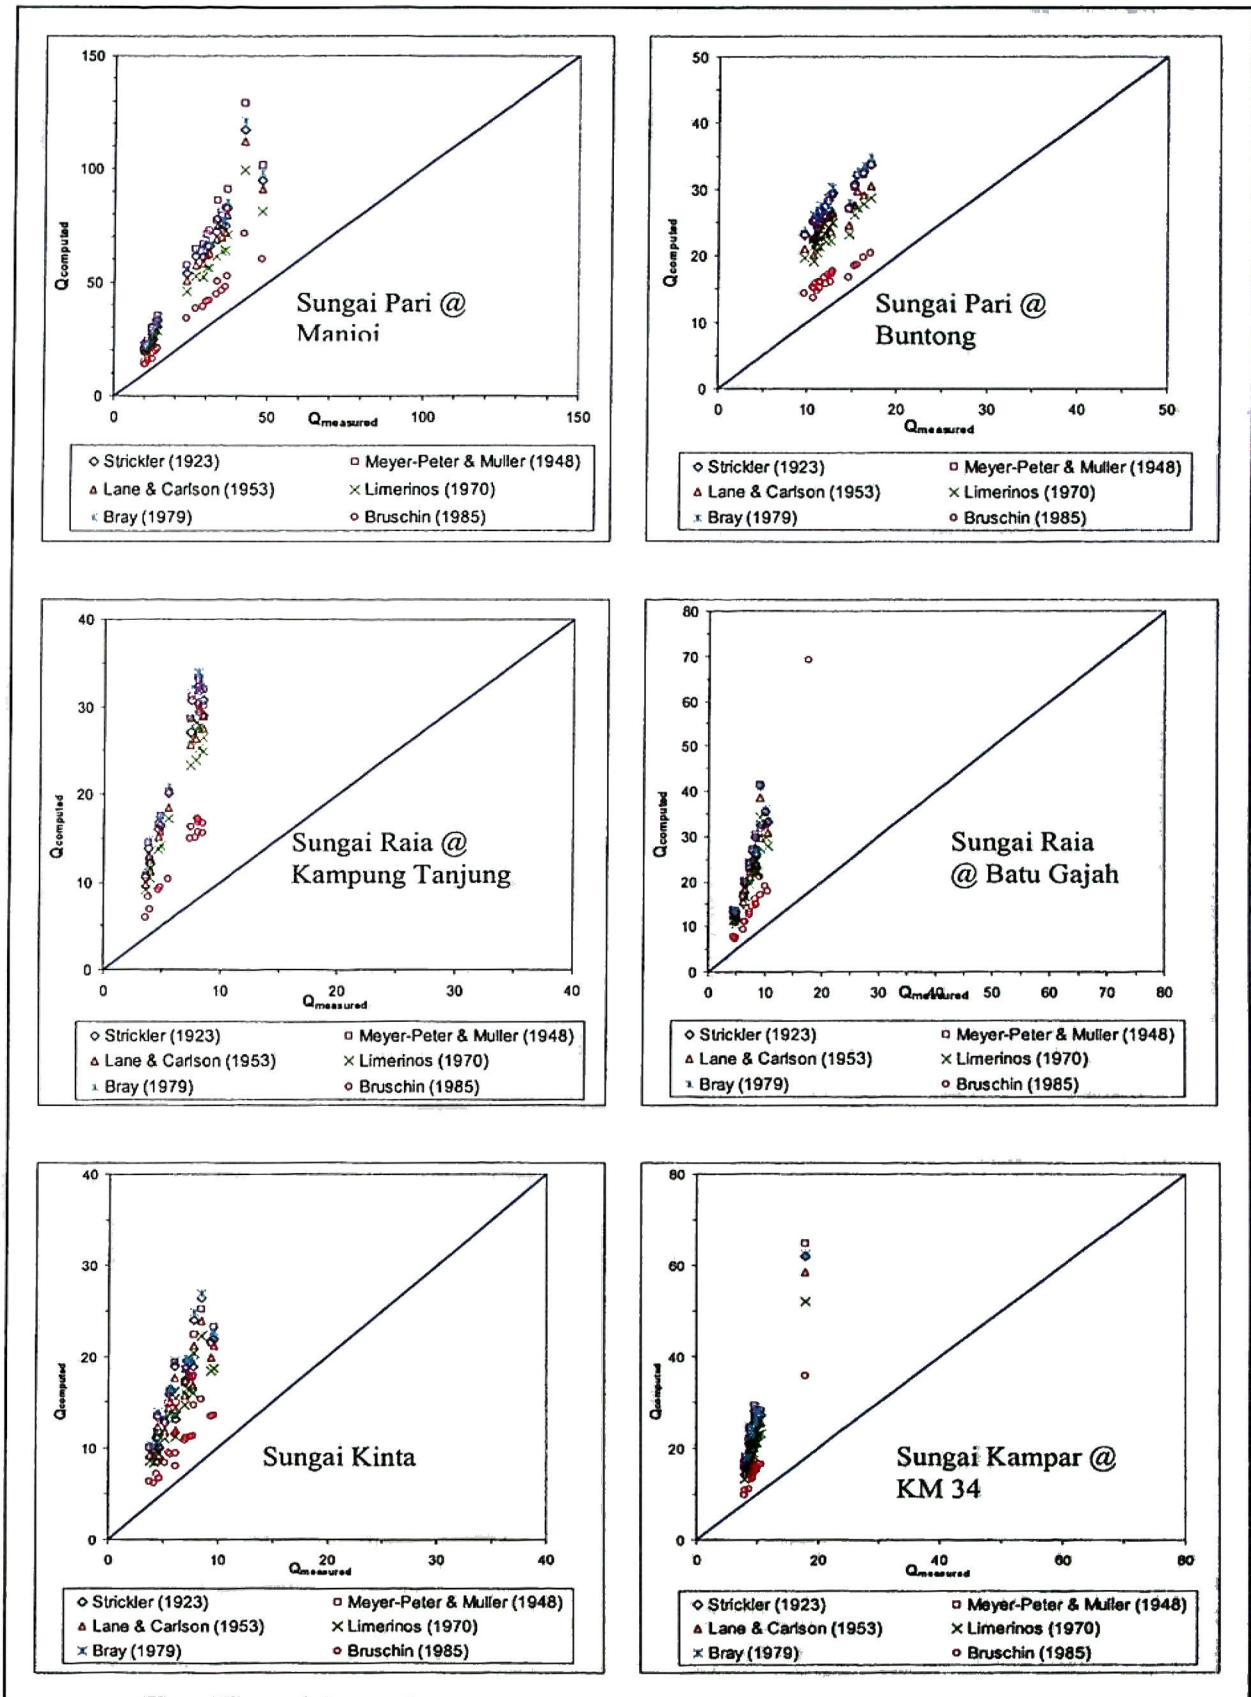 150
100
50
0
Qcomputed
0
50
100
150
Qmeasured
Sungai Pari @
Manjoi
Strickler (1923)
Meyer-Peter & Muller (1948)
Lane & Carlson (1953)
Limerinos (1970)
Bray (1979)
Bruschin (1985)
50
40
30
20
10
0
Qcomputed
0
10
20
30
40
50
Qmeasured
Sungai Pari @
Buntong
Strickler (1923)
Meyer-Peter & Muller (1948)
Lane & Carlson (1953)
Limerinos (1970)
Bray (1979)
Bruschin (1985)
40
30
20
10
0
Qcomputed
0
10
20
30
40
Qmeasured
Sungai Raia @
Kampung Tanjung
Strickler (1923)
Meyer-Peter & Muller (1948)
Lane & Carlson (1953)
Limerinos (1970)
Bray (1979)
Bruschin (1985)
80
70
60
50
40
30
20
10
0
Qcomputed
0
10
20
30
40
50
60
70
80
Qmeasured
Sungai Raia
@ Batu Gajah
Strickler (1923)
Meyer-Peter & Muller (1948)
Lane & Carlson (1953)
Limerinos (1970)
Bray (1979)
Bruschin (1985)
40
30
20
10
0
Qcomputed
0
10
20
30
40
Qmeasured
Sungai Kinta
Strickler (1923)
Meyer-Peter & Muller (1948)
Lane & Carlson (1953)
Limerinos (1970)
Bray (1979)
Bruschin (1985)
80
60
40
20
0
Qcomputed
0
20
40
60
80
Qmeasured
Sungai Kampar @
KM 34
Strickler (1923)
Meyer-Peter & Muller (1948)
Lane & Carlson (1953)
Limerinos (1970)
Bray (1979)
Bruschin (1985)